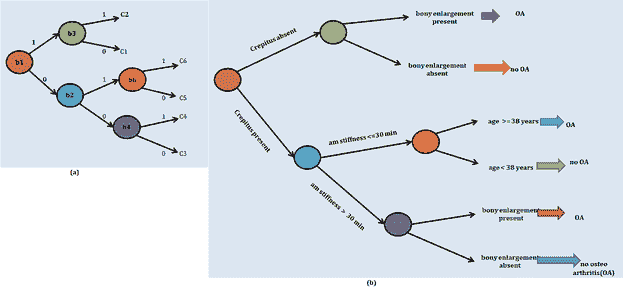 1
C2
b3
1
0
C1
b1
0
1
C6
b2
1
b6
0
C5
0
b4
1
C4
0
C3
(a)
bony enlargement
present
OA
Crepitus absent
bony enlargement
absent
no OA
Crepitus present
am stiffness <=30 min
age >=38 years
OA
age < 38 years
no OA
am stiffness > 30 min
bony enlargement
present
OA
bony enlargement
absent
no osteo
arthritis(OA)
(b)